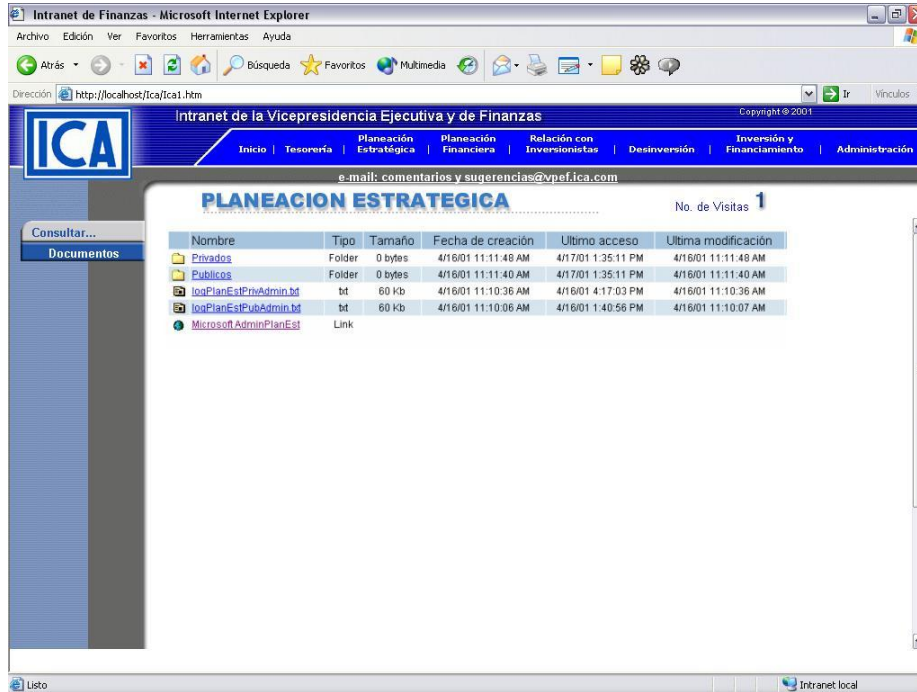 Intranet de Finanzas - Microsoft Internet Explorer
Archivo Edición Ver Favoritos Herramientas Ayuda
Atrás Búsqueda Favoritos Multimedia
Dirección http://localhost/Ica/Ica1.htm Ir Vínculos
ICA
Intranet de la Vicepresidencia Ejecutiva y de Finanzas Copyright © 2001
Inicio | Tesorería | Planeación Estratégica | Planeación Financiera | Relación con Inversionistas | Desinversión | Inversión y Financiamiento | Administración
e-mail: comentarios y sugerencias@vpef.ica.com
PLANEACION ESTRATEGICA
No. de Visitas 1
Consultar...
Documentos
Nombre Tipo Tamaño Fecha de creación Ultimo acceso Ultima modificación
Privados Folder 0 bytes 4/16/01 11:11:48 AM 4/17/01 1:35:11 PM 4/16/01 11:11:48 AM
Publicos Folder 0 bytes 4/16/01 11:11:40 AM 4/17/01 1:35:11 PM 4/16/01 11:11:40 AM
logPlanEstPrivAdmin.txt txt 60 Kb 4/16/01 11:10:36 AM 4/16/01 4:17:03 PM 4/16/01 11:10:36 AM
logPlanEstPubAdmin.txt txt 60 Kb 4/16/01 11:10:06 AM 4/16/01 1:40:56 PM 4/16/01 11:10:07 AM
Microsoft AdminPlanEst Link
Listo Intranet local